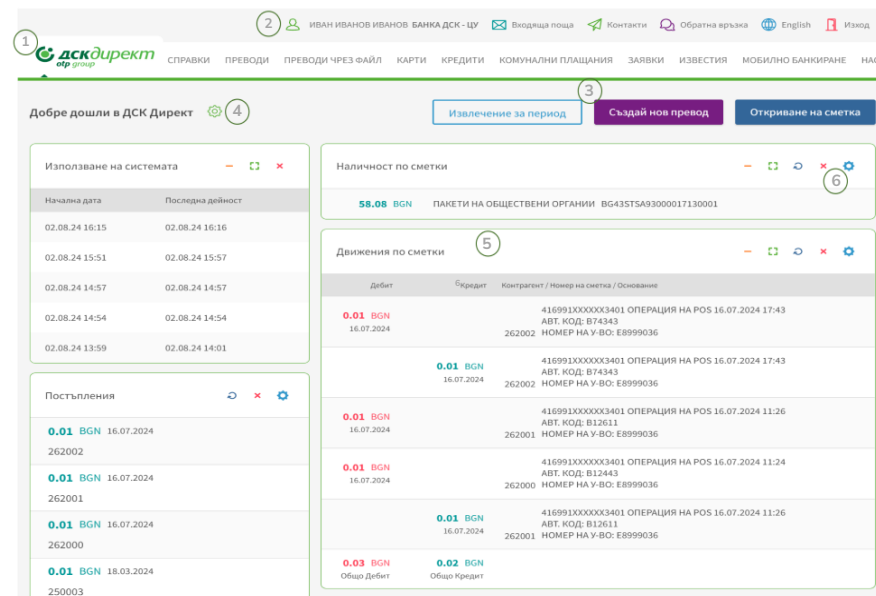 2 ИВАН ИВАНОВ ИВАНОВ БАНКА ДСК - ЦУ Входяща поща Контакти Обратна връзка English Изход
1
дскдирект
otp group
СПРАВКИ ПРЕВОДИ ПРЕВОДИ ЧРЕЗ ФАЙЛ КАРТИ КРЕДИТИ КОМУНАЛНИ ПЛАЩАНИЯ ЗАЯВКИ ИЗВЕСТИЯ МОБИЛНО БАНКИРАНЕ НАС
3
Добре дошли в ДСК Директ 4
Извлечение за период Създай нов превод Откриване на сметка
Използване на системата
Начална дата Последна дейност
02.08.24 16:15 02.08.24 16:16
02.08.24 15:51 02.08.24 15:57
02.08.24 14:57 02.08.24 14:57
02.08.24 14:54 02.08.24 14:54
02.08.24 13:59 02.08.24 14:01
Постъпления
0.01 BGN 16.07.2024
262002
0.01 BGN 16.07.2024
262001
0.01 BGN 16.07.2024
262000
0.01 BGN 18.03.2024
250003
Наличност по сметки
6
58.08 BGN ПАКЕТИ НА ОБЩЕСТВЕНИ ОРГАНИИ BG43STSA93000017130001
Движения по сметки 5
Дебит 6Кредит Контрагент / Номер на сметка / Основание
0.01 BGN
16.07.2024
416991XXXXXX3401 ОПЕРАЦИЯ НА POS 16.07.2024 17:43
АВТ. КОД: B74343
262002 НОМЕР НА У-ВО: E8999036
0.01 BGN
16.07.2024
416991XXXXXX3401 ОПЕРАЦИЯ НА POS 16.07.2024 17:43
АВТ. КОД: B74343
262002 НОМЕР НА У-ВО: E8999036
0.01 BGN
16.07.2024
416991XXXXXX3401 ОПЕРАЦИЯ НА POS 16.07.2024 11:26
АВТ. КОД: B12611
262001 НОМЕР НА У-ВО: E8999036
0.01 BGN
16.07.2024
416991XXXXXX3401 ОПЕРАЦИЯ НА POS 16.07.2024 11:24
АВТ. КОД: B12443
262000 НОМЕР НА У-ВО: E8999036
0.01 BGN
16.07.2024
416991XXXXXX3401 ОПЕРАЦИЯ НА POS 16.07.2024 11:26
АВТ. КОД: B12611
262001 НОМЕР НА У-ВО: E8999036
0.03 BGN 0.02 BGN
Общо Дебит Общо Кредит